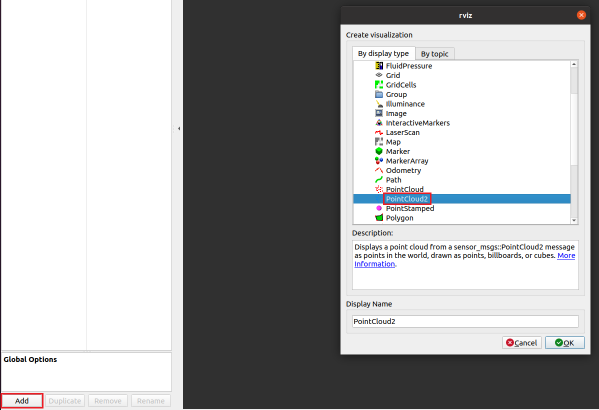 rviz
Create visualization
By display type
By topic
FluidPressure
Grid
GridCells
Group
Illuminance
Image
InteractiveMarkers
LaserScan
Map
Marker
MarkerArray
Odometry
Path
PointCloud
PointCloud2
PointStamped
Polygon
Description:
Displays a point cloud from a sensor_msgs::PointCloud2 message
as points in the world, drawn as points, billboards, or cubes. More
Information.
Display Name
PointCloud2
Cancel
OK
Global Options
Add
Duplicate
Remove
Rename